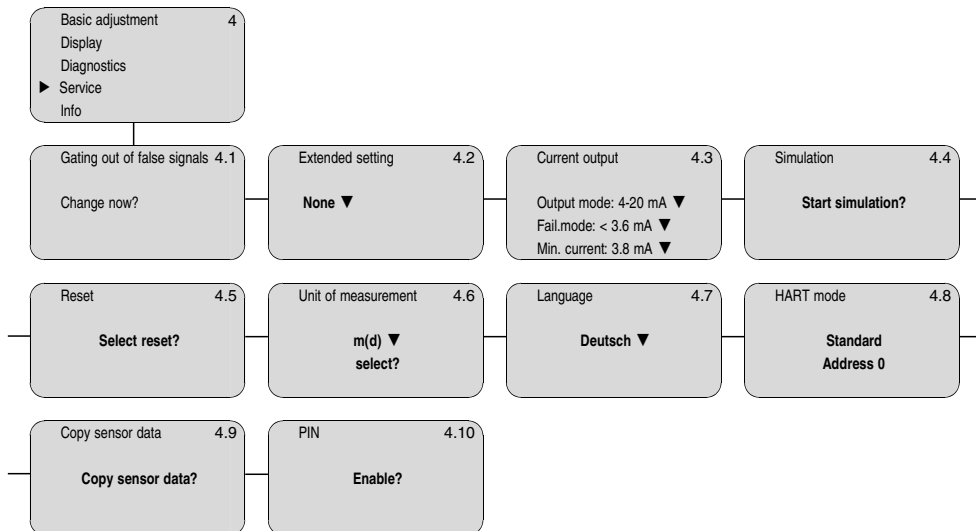 Basic adjustment 4
Display
Diagnostics
▶ Service
Info
Gating out of false signals 4.1
Change now?
Extended setting 4.2
None ▼
Current output 4.3
Output mode: 4-20 mA ▼
Fail.mode: < 3.6 mA ▼
Min. current: 3.8 mA ▼
Simulation 4.4
Start simulation?
Reset 4.5
Select reset?
Unit of measurement 4.6
m(d) ▼
select?
Language 4.7
Deutsch ▼
HART mode 4.8
Standard
Address 0
Copy sensor data 4.9
Copy sensor data?
PIN 4.10
Enable?